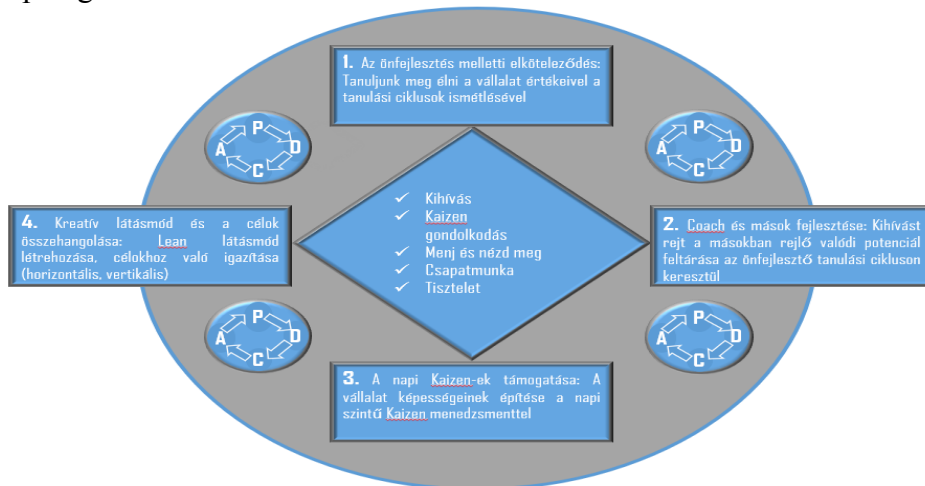 1. Az önfejlesztés melletti elköteleződés:
Tanuljunk meg élni a vállalat értékeivel a
tanulási ciklusok ismétlésével
P
A
D
C
P
A
D
C
Kihívás
Kaizen
gondolkodás
Menj és nézd meg
Csapatmunka
Tisztelet
4. Kreatív látásmód és a célok
összehangolása: Lean látásmód
létrehozása, célokhoz való igazítása
(horizontális, vertikális)
2. Coach és mások fejlesztése: Kihívást
rejt a másokban rejlő valódi potenciál
feltárása az önfejlesztő tanulási cikluson
keresztül
P
A
D
C
P
A
D
C
3. A napi Kaizen-ek támogatása: A
vállalat képességeinek építése a napi
szintű Kaizen menedzsmenttel